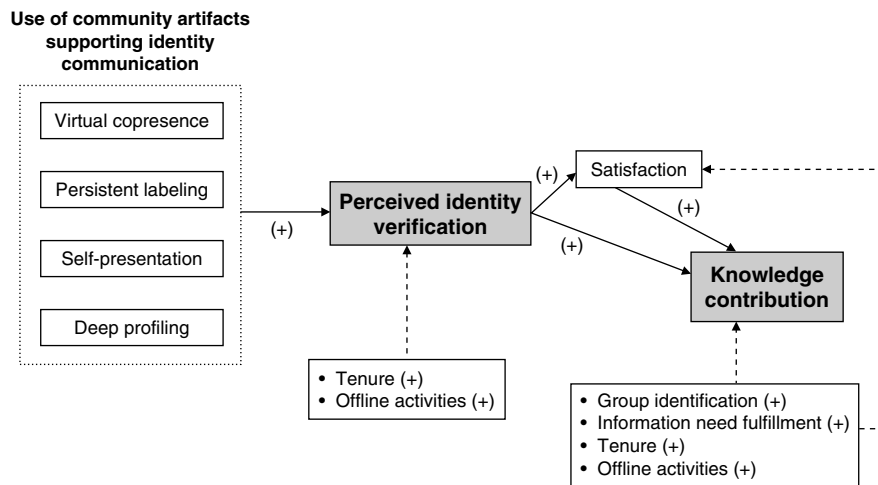 Use of community artifacts
supporting identity
communication
Virtual copresence
Persistent labeling
Self-presentation
Deep profiling
(+)
Perceived identity
verification
• Tenure (+)
• Offline activities (+)
(+)
(+)
Satisfaction
(+)
Knowledge
contribution
• Group identification (+)
• Information need fulfillment (+)
• Tenure (+)
• Offline activities (+)